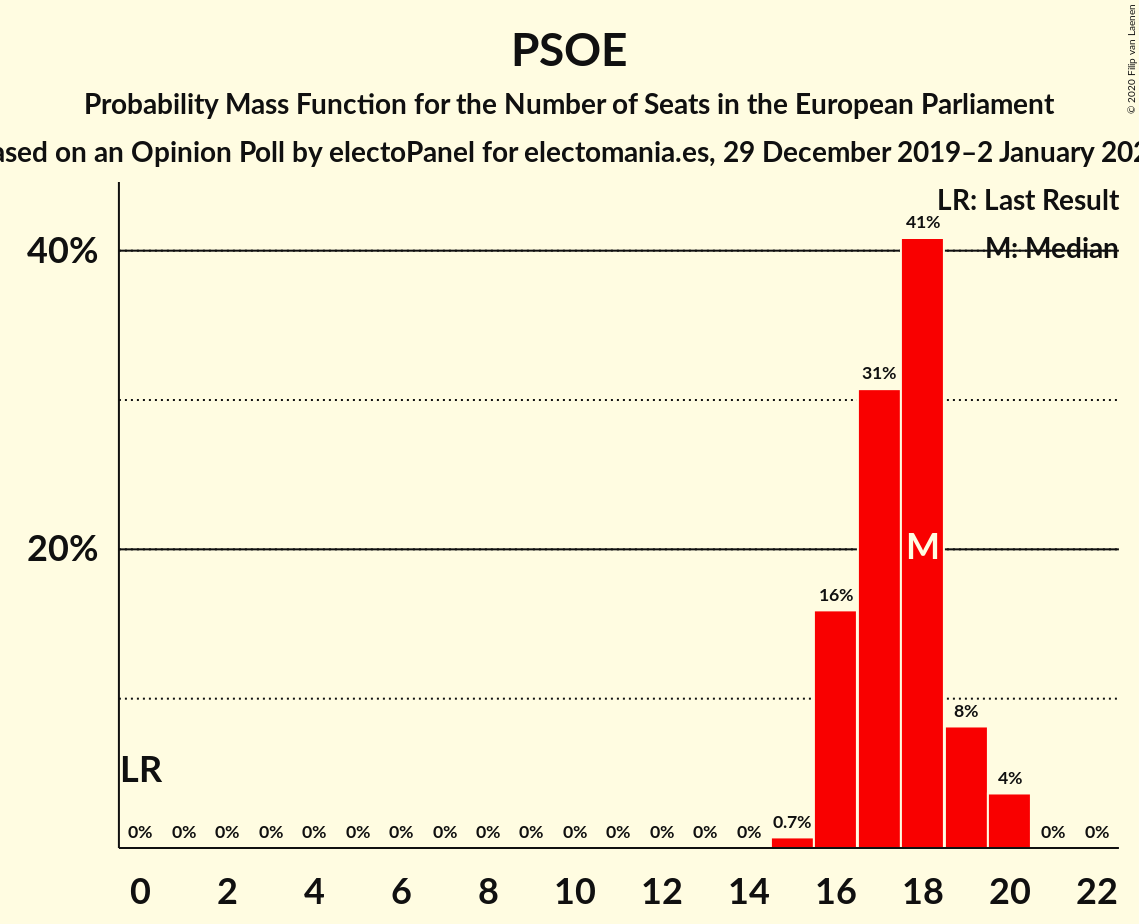 PSOE
Probability Mass Function for the Number of Seats in the European Parliament
on an Opinion Poll by electoPanel for electomania.es, 29 December 2019–2 January
© 2020 Filip van Laenen
LR: Last Result
M: Median
40%
20%
41%
31%
16%
8%
4%
0.7%
M
LR
0% 0% 0% 0% 0% 0% 0% 0% 0% 0% 0% 0% 0% 0% 0% 0% 0%
0 2 4 6 8 10 12 14 16 18 20 22